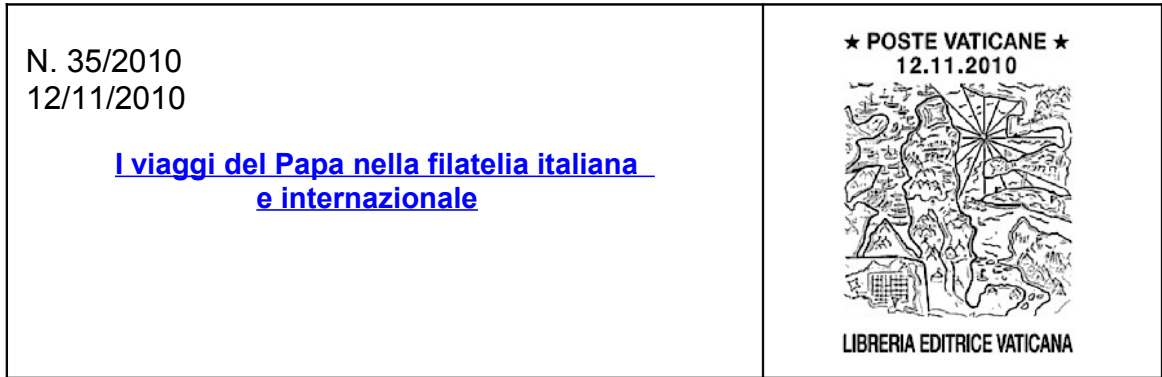 N. 35/2010
12/11/2010
I viaggi del Papa nella filatelia italiana
e internazionale
★ POSTE VATICANE ★
12.11.2010
LIBRERIA EDITRICE VATICANA